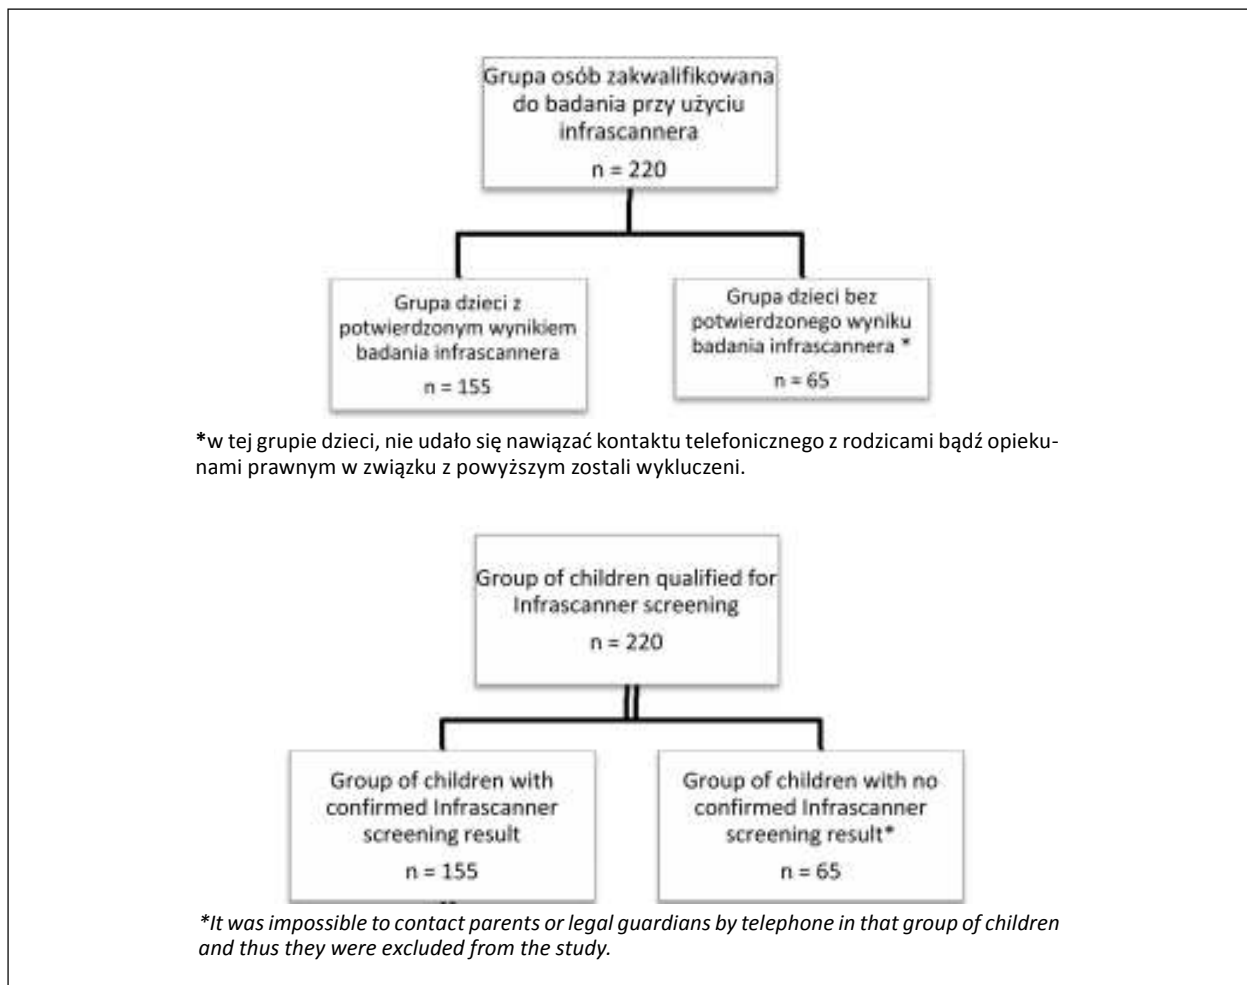 Grupa osób zakwalifikowana
do badania przy użyciu
infrascannera
n = 220
Grupa dzieci z
potwierdzonym wynikiem
badania infrascannera
n = 155
Grupa dzieci bez
potwierdzonego wyniku
badania infrascannera *
n = 65
*w tej grupie dzieci, nie udało się nawiązać kontaktu telefonicznego z rodzicami bądź opieku-
nami prawnym w związku z powyższym zostali wykluczeni.
Group of children qualified for
Infrascanner screening
n = 220
Group of children with
confirmed Infrascanner
screening result
n = 155
Group of children with no
confirmed Infrascanner
screening result*
n = 65
*It was impossible to contact parents or legal guardians by telephone in that group of children
and thus they were excluded from the study.